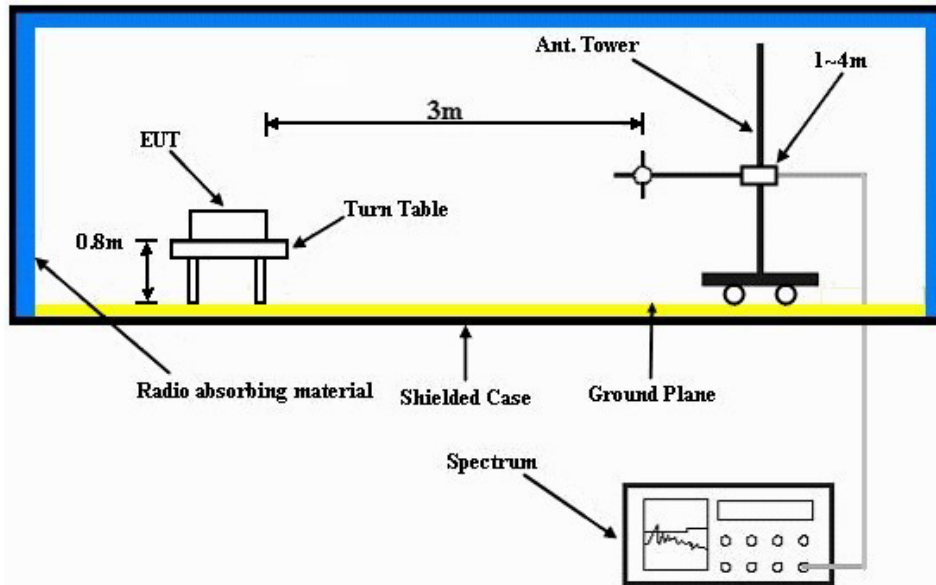 Ant. Tower
1~4m
3m
EUT
Turn Table
0.8m
Radio absorbing material
Shielded Case
Ground Plane
Spectrum